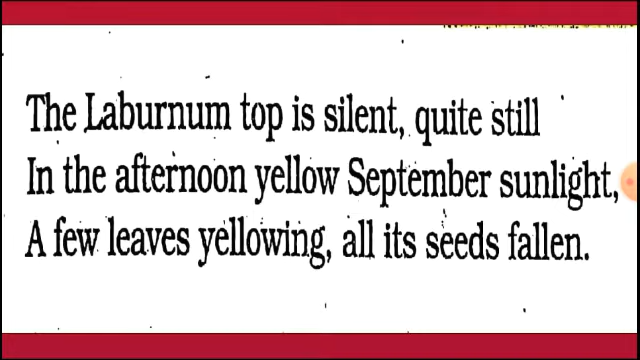 The Laburnum top is silent, quite still
In the afternoon yellow September sunlight,
A few leaves yellowing, all its seeds fallen.